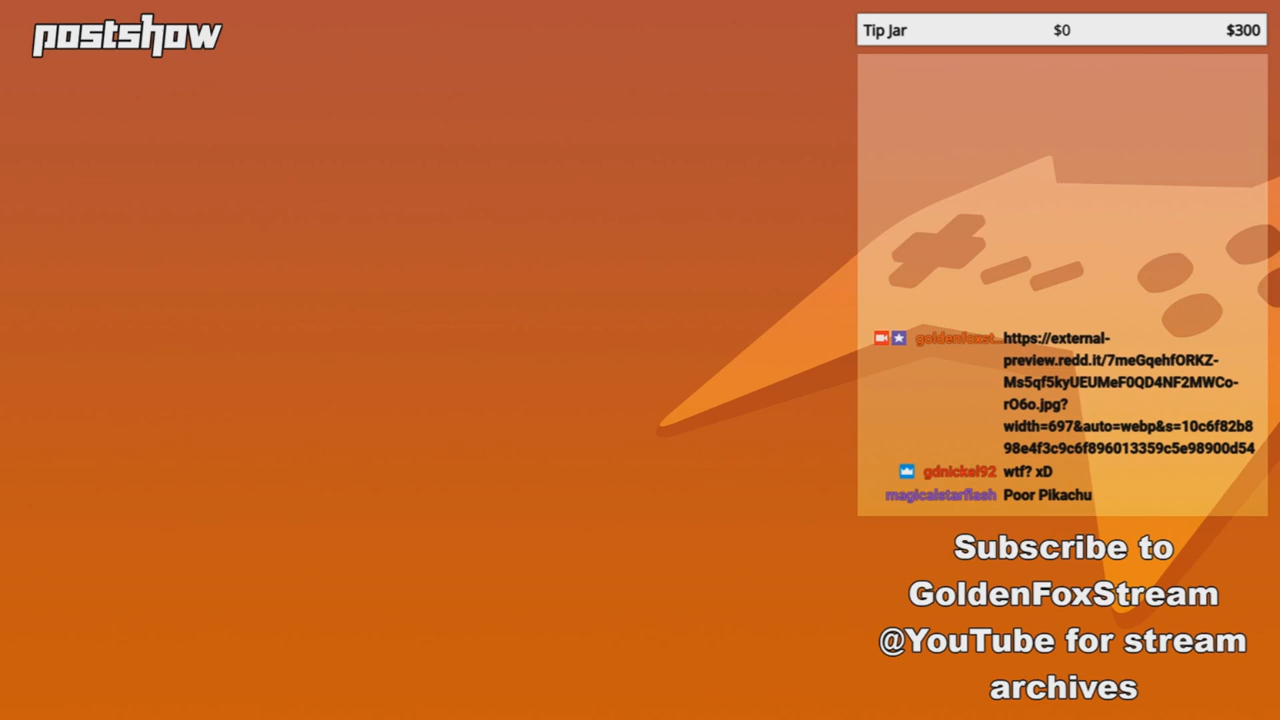 postshow
Tip Jar $0 $300
goldenfoxst... https://external-
preview.redd.it/7meGqehfORKZ-
Ms5qf5kyUEUMeF0QD4NF2MWCo-
rO6o.jpg?
width=697&auto=webp&s=10c6f82b8
98e4f3c9c6f896013359c5e98900d54
gdnickel92 wtf? xD
magicalstarflash Poor Pikachu
Subscribe to
GoldenFoxStream
@YouTube for stream
archives